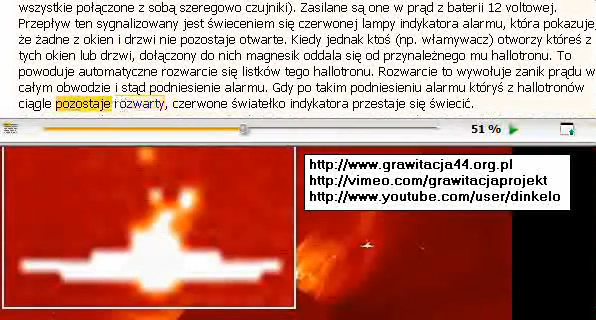 wszystkie połączone z sobą szeregowo czujniki). Zasilane są one w prąd z baterii 12 voltowej.
Przepływ ten sygnalizowany jest świeceniem się czerwonej lampy indykatora alarmu, która pokazuje,
że żadne z okien i drzwi nie pozostaje otwarte. Kiedy jednak ktoś (np. włamywacz) otworzy któreś z
tych okien lub drzwi, dołączony do nich magnesik oddala się od przynależnego mu hallotronu. To
powoduje automatyczne rozwarcie się listków tego hallotronu. Rozwarcie to wywołuje zanik prądu w
całym obwodzie i stąd podniesienie alarmu. Gdy po takim podniesieniu alarmu któryś z hallotronów
ciągle pozostaje rozwarty, czerwone światełko indykatora przestaje się świecić.
51 %
http://www.grawitacja44.org.pl
http://vimeo.com/grawitacjaprojekt
http://www.youtube.com/user/dinkelo